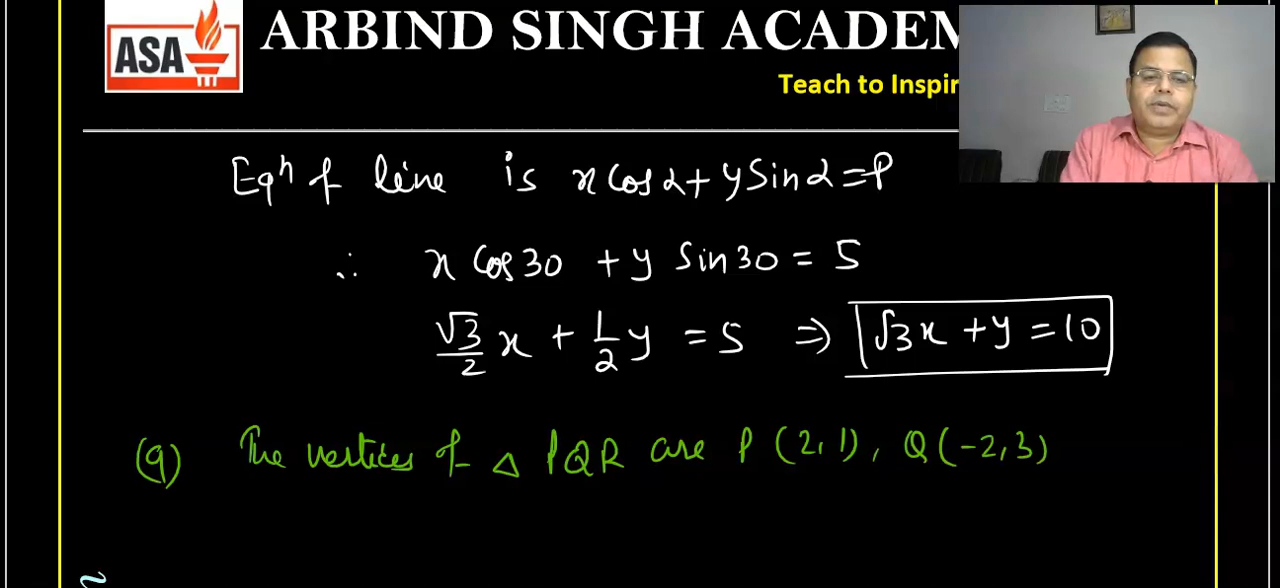 ASA
ARBIND SINGH ACADEM
Teach to Inspir
Eqⁿ of line is x Cos α + y Sin α = P
∴ x Cos 30 + y Sin 30 = 5
√3/2 x + 1/2 y = 5 ⇒ √3x + y = 10
(9) The vertices of △ PQR are P (2,1), Q (-2,3)